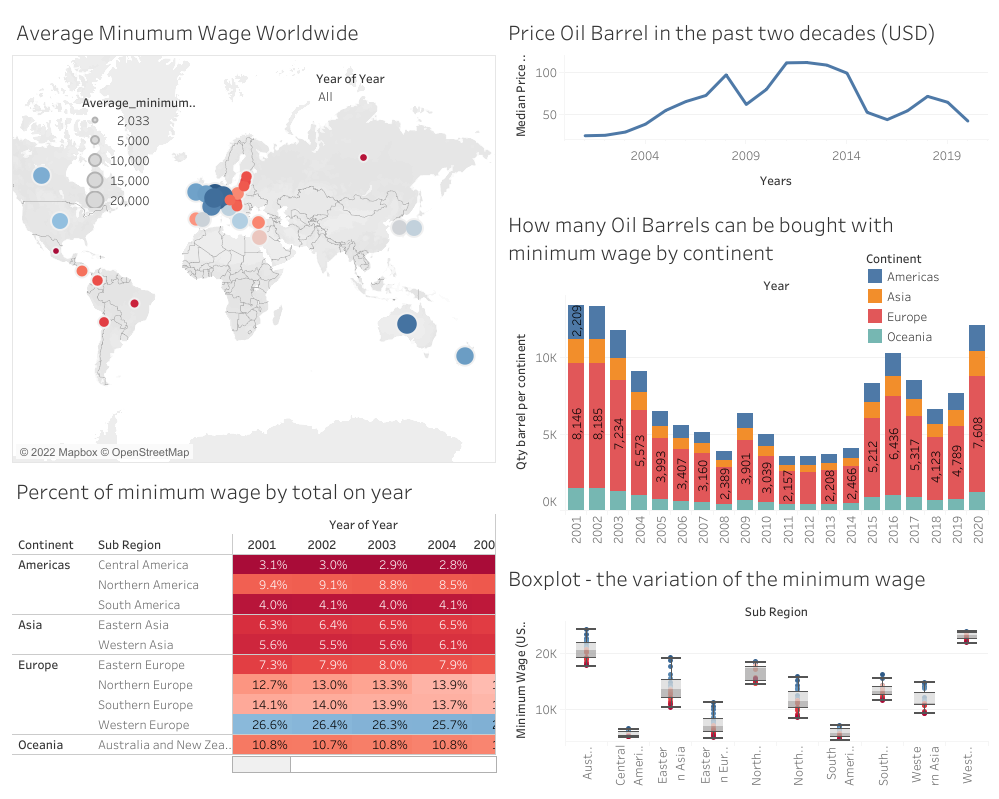 Average Minumum Wage Worldwide
Year of Year
All
Average_minimum..
2,033
5,000
10,000
15,000
20,000
© 2022 Mapbox © OpenStreetMap
Price Oil Barrel in the past two decades (USD)
Median Price ..
100
50
2004 2009 2014 2019
Years
How many Oil Barrels can be bought with
minimum wage by continent
Continent
Americas
Asia
Europe
Oceania
Year
Qty barrel per continent
10K
5K
0K
2,209
8,146
8,185
7,234
5,573
3,993
3,407
3,160
2,389
3,901
3,039
2,157
2,208
2,466
5,212
6,436
5,317
4,123
4,789
7,608
2001 2002 2003 2004 2005 2006 2007 2008 2009 2010 2011 2012 2013 2014 2015 2016 2017 2018 2019 2020
Percent of minimum wage by total on year
Year of Year
Continent Sub Region 2001 2002 2003 2004 200
Americas Central America 3.1% 3.0% 2.9% 2.8%
Northern America 9.4% 9.1% 8.8% 8.5%
South America 4.0% 4.1% 4.0% 4.1%
Asia Eastern Asia 6.3% 6.4% 6.5% 6.5%
Western Asia 5.6% 5.5% 5.6% 6.1%
Europe Eastern Europe 7.3% 7.9% 8.0% 7.9%
Northern Europe 12.7% 13.0% 13.3% 13.9% 1
Southern Europe 14.1% 14.0% 13.9% 13.7% 1
Western Europe 26.6% 26.4% 26.3% 25.7% 2
Oceania Australia and New Zea.. 10.8% 10.7% 10.8% 10.8% 1
Boxplot - the variation of the minimum wage
Sub Region
Minimum Wage (US..
20K
10K
Aust..
Central
Ameri..
Easter
n Asia
Easter
n Eur..
North..
North..
South
Ameri..
South..
Weste
rn Asia
West..